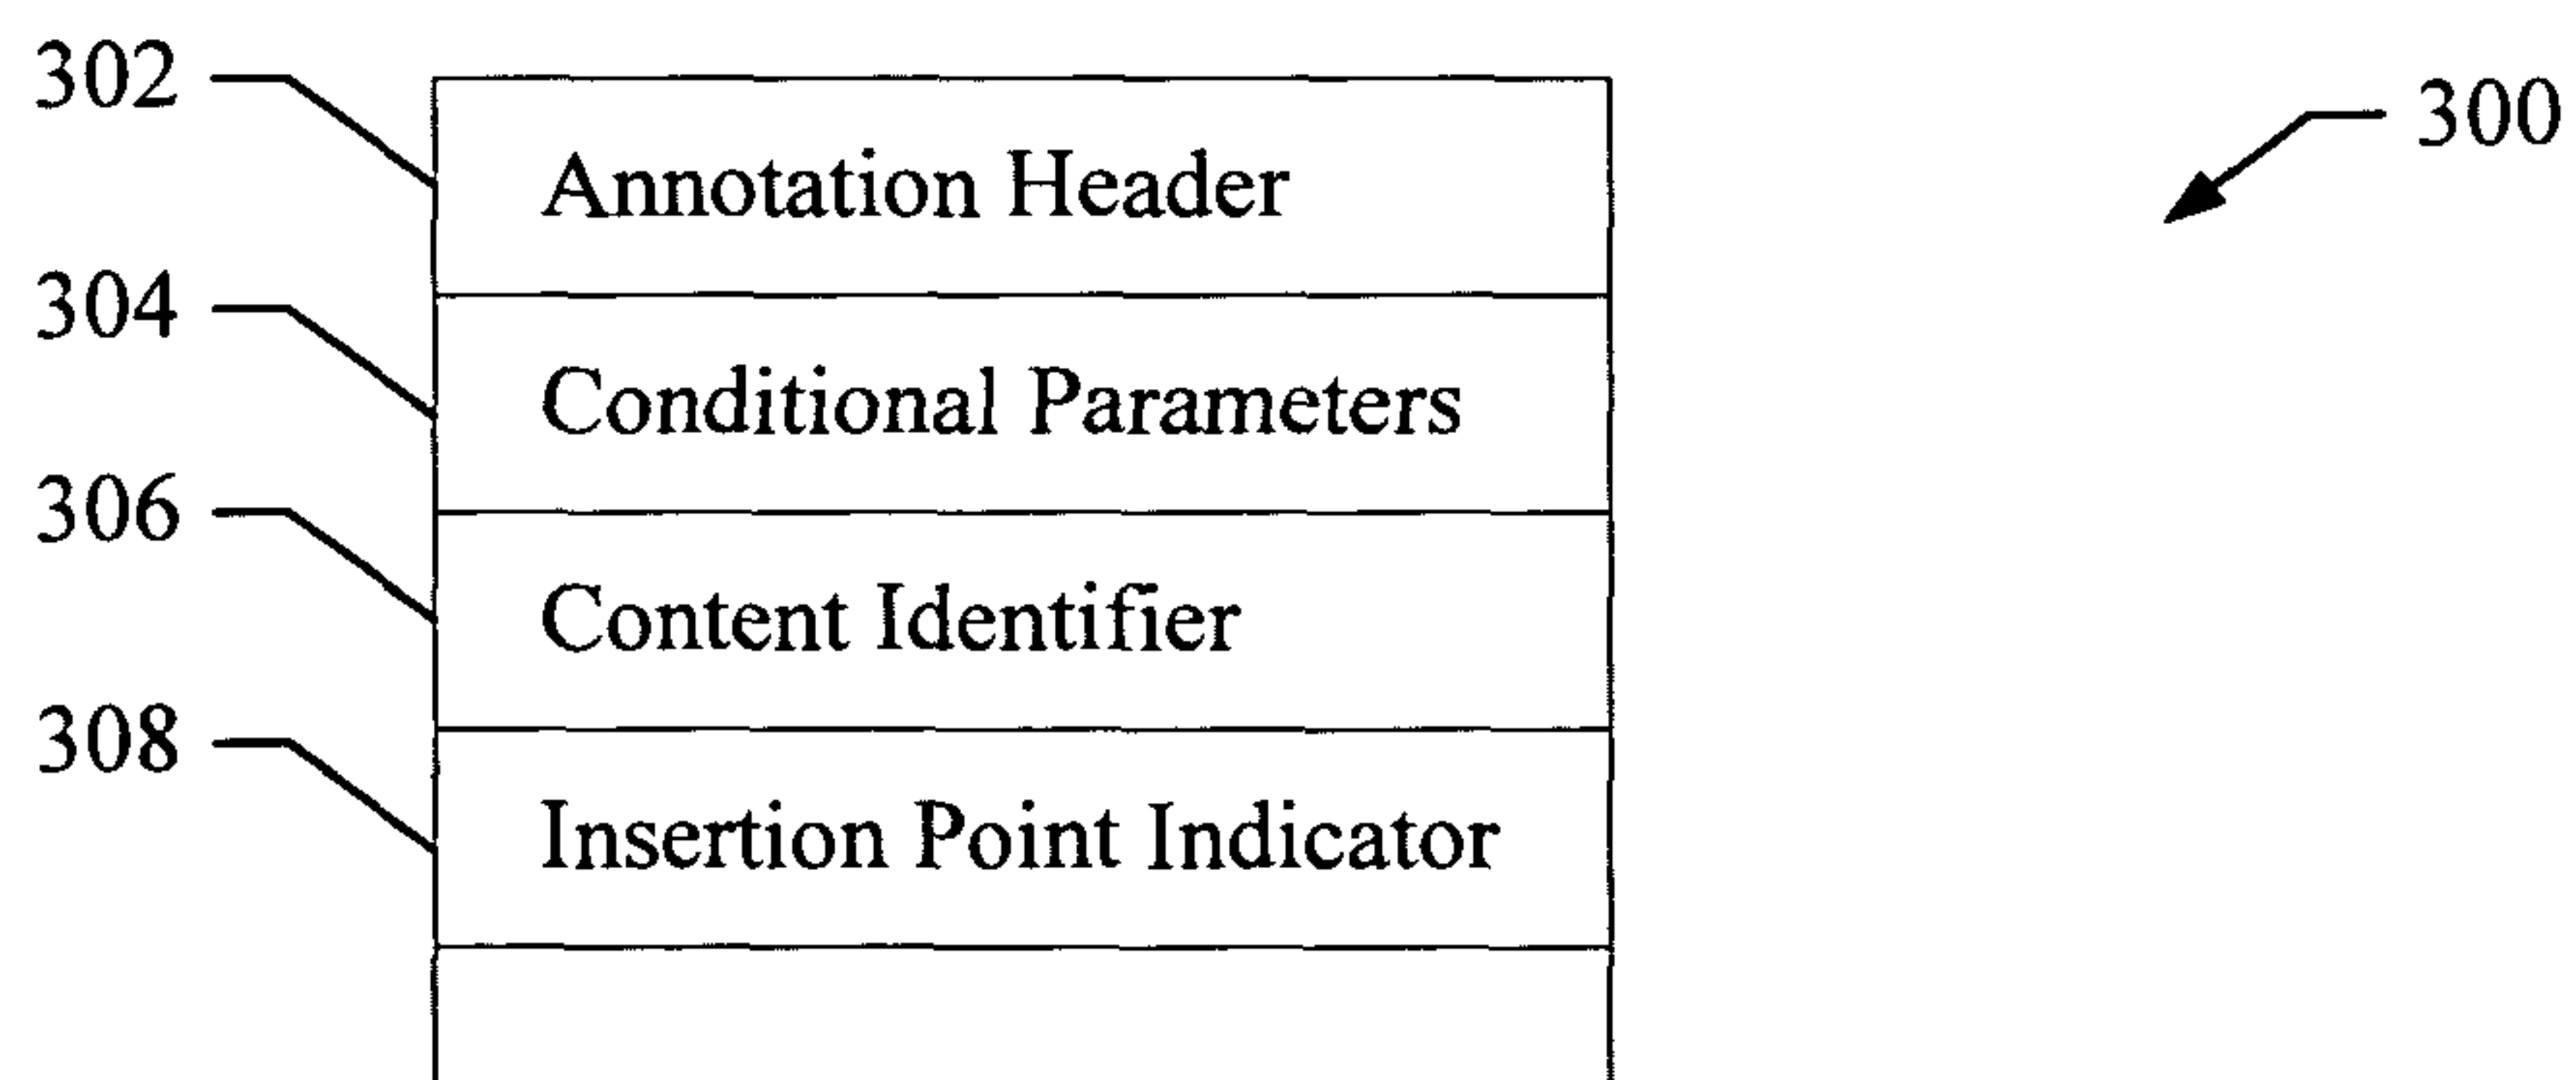 302
Annotation Header
300
304
Conditional Parameters
306
Content Identifier
308
Insertion Point Indicator